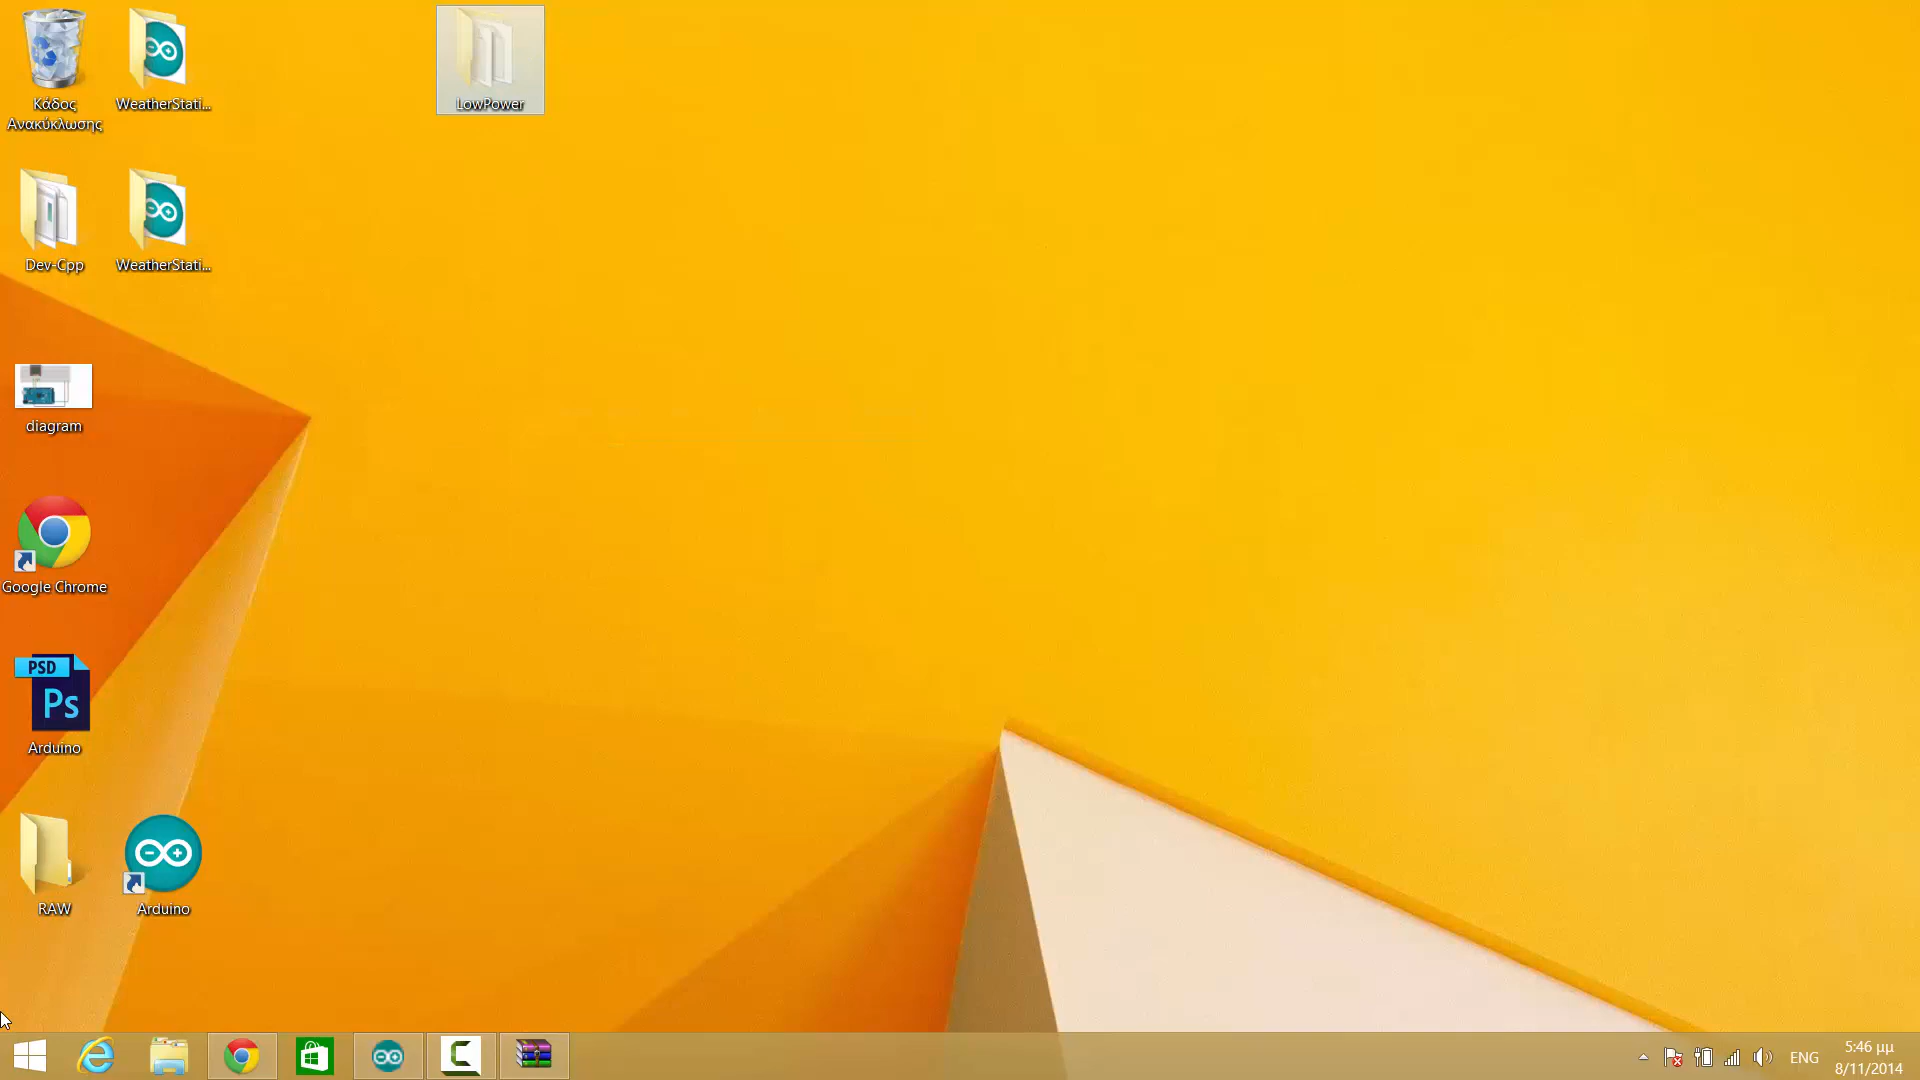 Κάδος
Ανακύκλωσης
WeatherStati...
LowPower
Dev-Cpp
WeatherStati...
diagram
Google Chrome
PSD
Ps
Arduino
RAW
Arduino
ENG
5:46 μμ
8/11/2014